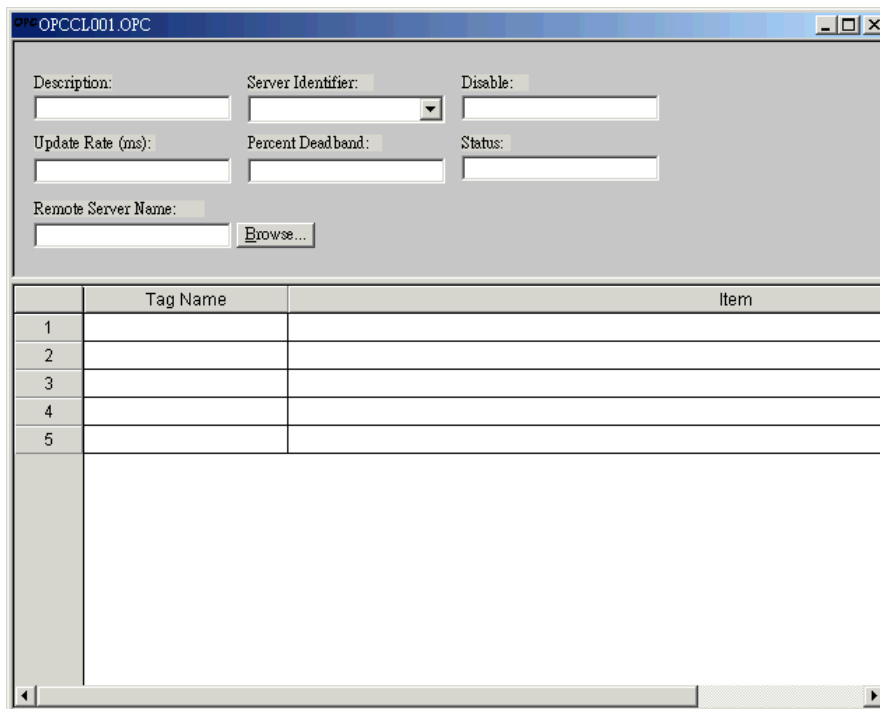 OPC OPCCL001.OPC
Description: Server Identifier: Disable:
Update Rate (ms): Percent Deadband: Status:
Remote Server Name:
Browse...
Tag Name Item
1
2
3
4
5